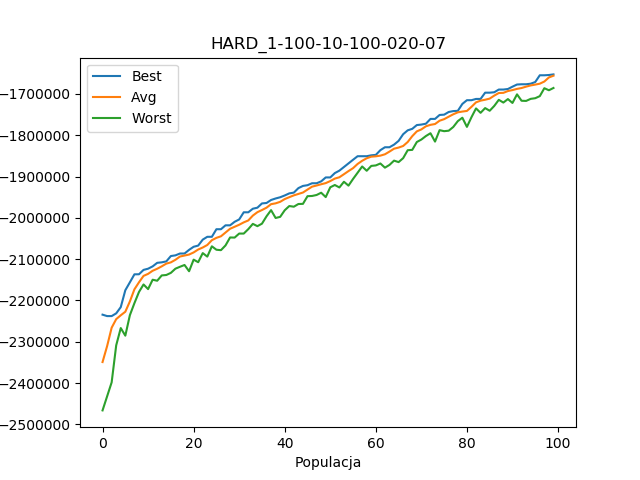 HARD_1-100-10-100-020-07
Best
Avg
Worst
−1700000
−1800000
−1900000
−2000000
−2100000
−2200000
−2300000
−2400000
−2500000
0 20 40 60 80 100
Populacja